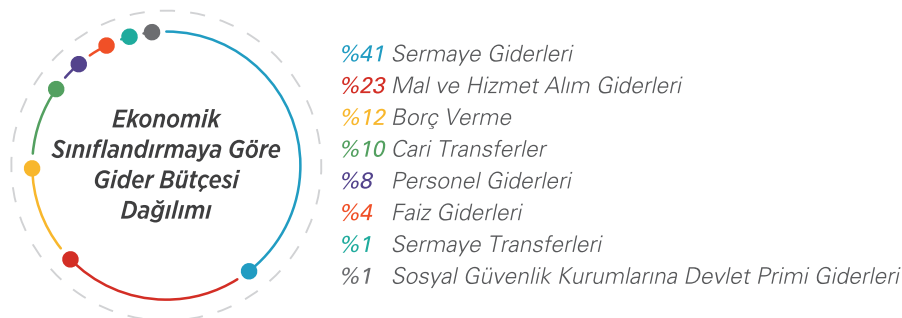 Ekonomik
Sınıflandırmaya Göre
Gider Bütçesi
Dağılımı
%41 Sermaye Giderleri
%23 Mal ve Hizmet Alım Giderleri
%12 Borç Verme
%10 Cari Transferler
%8 Personel Giderleri
%4 Faiz Giderleri
%1 Sermaye Transferleri
%1 Sosyal Güvenlik Kurumlarına Devlet Primi Giderleri